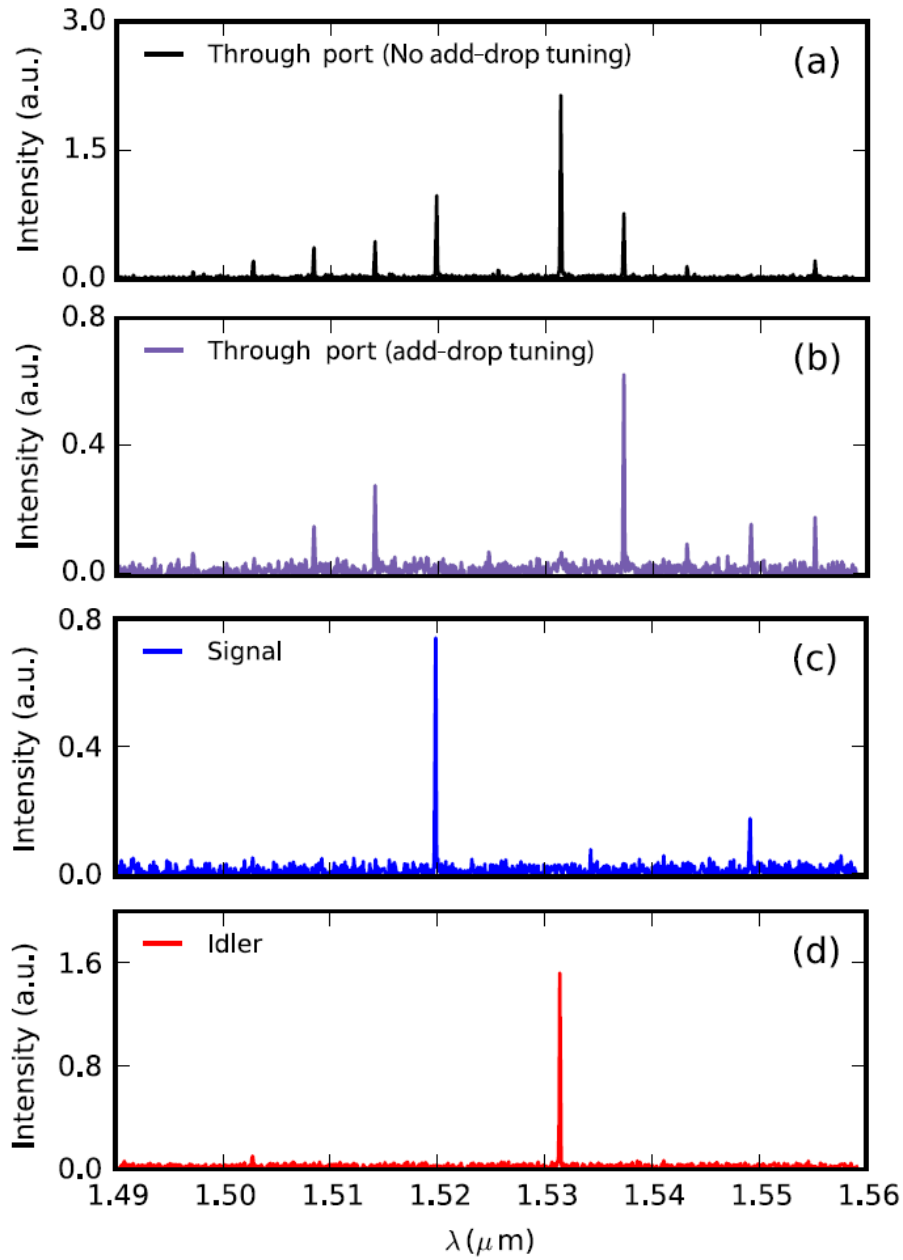 3.0
Through port (No add-drop tuning)
(a)
Intensity (a.u.)
1.5
0.0
0.8
Through port (add-drop tuning)
(b)
Intensity (a.u.)
0.4
0.0
0.8
Signal
(c)
Intensity (a.u.)
0.4
0.0
Idler
(d)
1.6
Intensity (a.u.)
0.8
0.0
1.49 1.50 1.51 1.52 1.53 1.54 1.55 1.56
λ(μm)